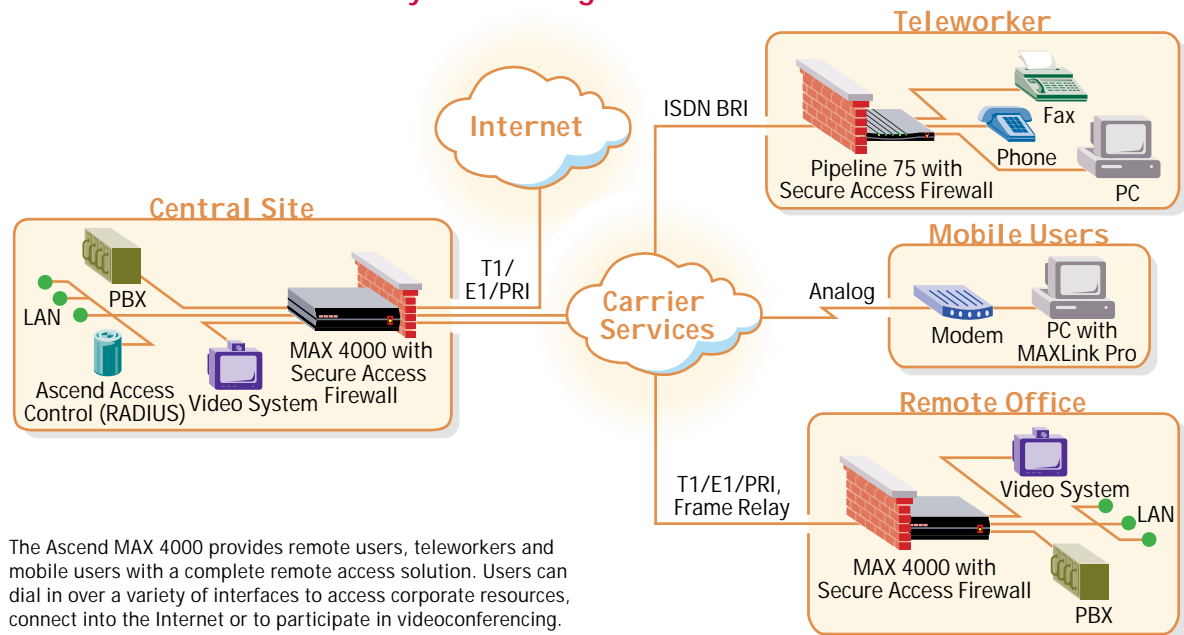 Teleworker
ISDN BRI
Fax
Phone
Pipeline 75 with
Secure Access Firewall
PC
Internet
Central Site
PBX
LAN
T1/
E1/PRI
MAX 4000 with
Secure Access
Firewall
Ascend Access
Control (RADIUS)
Video System
Carrier
Services
Mobile Users
Analog
Modem
PC with
MAXLink Pro
Remote Office
T1/E1/PRI,
Frame Relay
Video System
LAN
MAX 4000 with
Secure Access Firewall
PBX
The Ascend MAX 4000 provides remote users, teleworkers and
mobile users with a complete remote access solution. Users can
dial in over a variety of interfaces to access corporate resources,
connect into the Internet or to participate in videoconferencing.